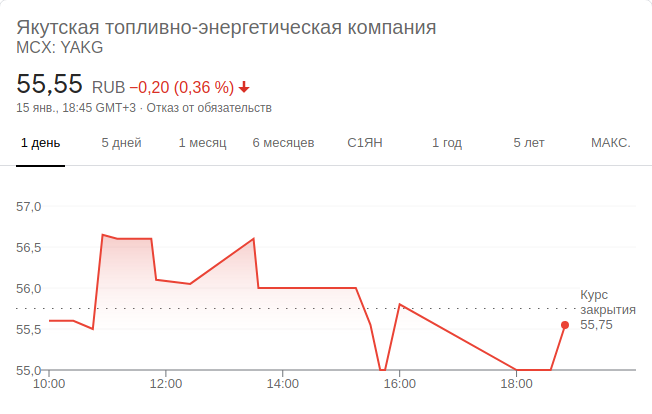 Якутская топливно-энергетическая компания
MCX: YAKG
55,55 RUB −0,20 (0,36 %)
15 янв., 18:45 GMT+3 · Отказ от обязательств
1 день 5 дней 1 месяц 6 месяцев С1ЯН 1 год 5 лет МАКС.
57,0
56,5
56,0
Курс
закрытия
55,75
55,5
55,0
10:00 12:00 14:00 16:00 18:00